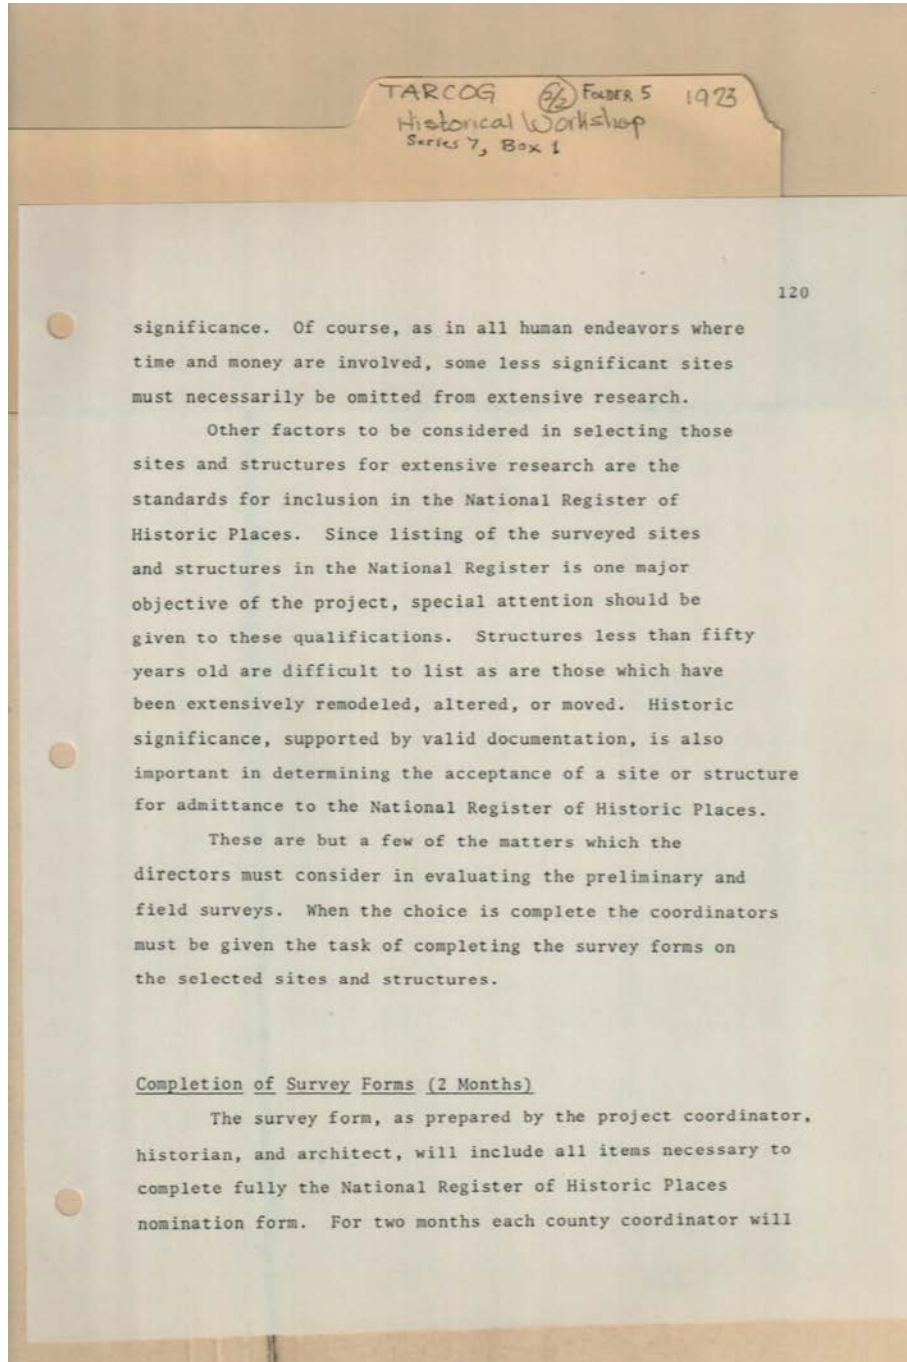 TARCOG 2/2 FOLDER 5 1973
Historical Workshop
Series 7, Box 1
120
significance. Of course, as in all human endeavors where
time and money are involved, some less significant sites
must necessarily be omitted from extensive research.
Other factors to be considered in selecting those
sites and structures for extensive research are the
standards for inclusion in the National Register of
Historic Places. Since listing of the surveyed sites
and structures in the National Register is one major
objective of the project, special attention should be
given to these qualifications. Structures less than fifty
years old are difficult to list as are those which have
been extensively remodeled, altered, or moved. Historic
significance, supported by valid documentation, is also
important in determining the acceptance of a site or structure
for admittance to the National Register of Historic Places.
These are but a few of the matters which the
directors must consider in evaluating the preliminary and
field surveys. When the choice is complete the coordinators
must be given the task of completing the survey forms on
the selected sites and structures.
Completion of Survey Forms (2 Months)
The survey form, as prepared by the project coordinator,
historian, and architect, will include all items necessary to
complete fully the National Register of Historic Places
nomination form. For two months each county coordinator will